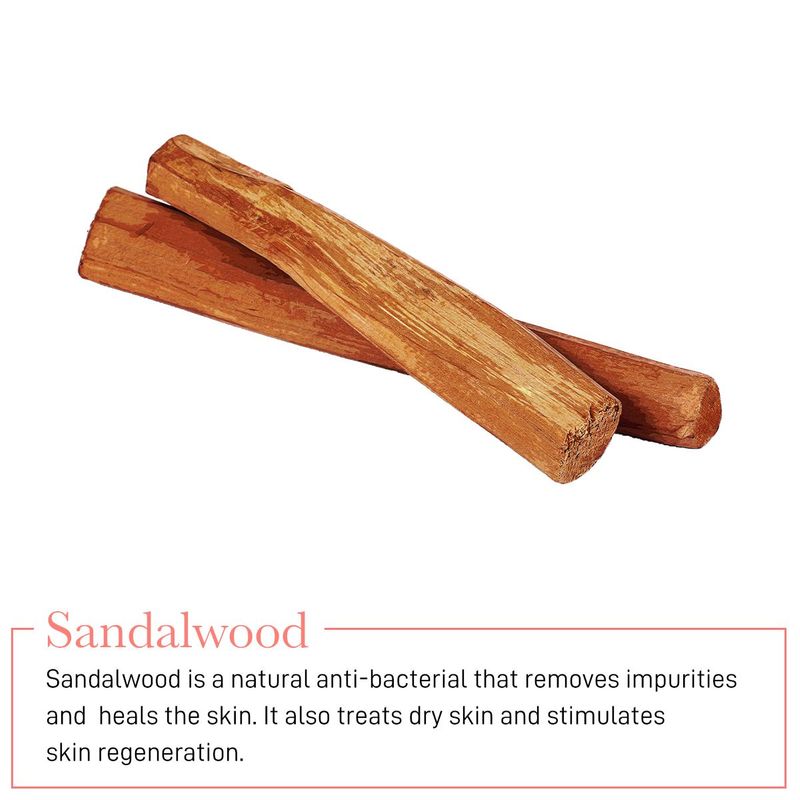 Sandalwood
Sandalwood is a natural anti-bacterial that removes impurities
and  heals the skin. It also treats dry skin and stimulates
skin regeneration.